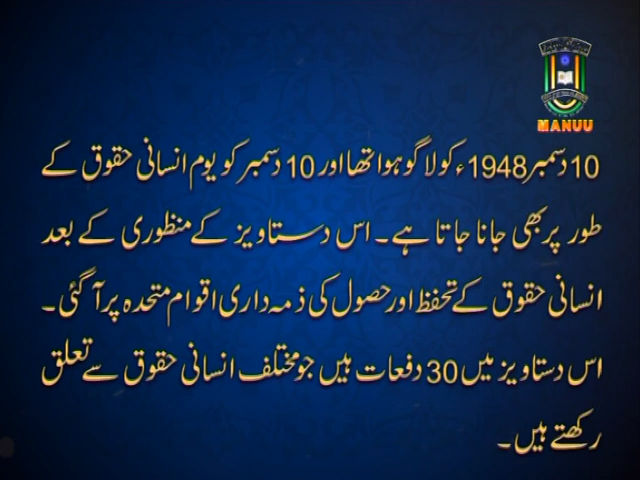 MANUU
10 دسمبر 1948ء کو لاگو ہوا تھا اور 10 دسمبر کو یوم انسانی حقوق کے
طور پر بھی جانا جاتا ہے۔ اس دستاویز کے منظوری کے بعد
انسانی حقوق کے تحفظ اور حصول کی ذمہ داری اقوام متحدہ پر آ گئی۔
اس دستاویز میں 30 دفعات ہیں جو مختلف انسانی حقوق سے تعلق
رکھتے ہیں۔